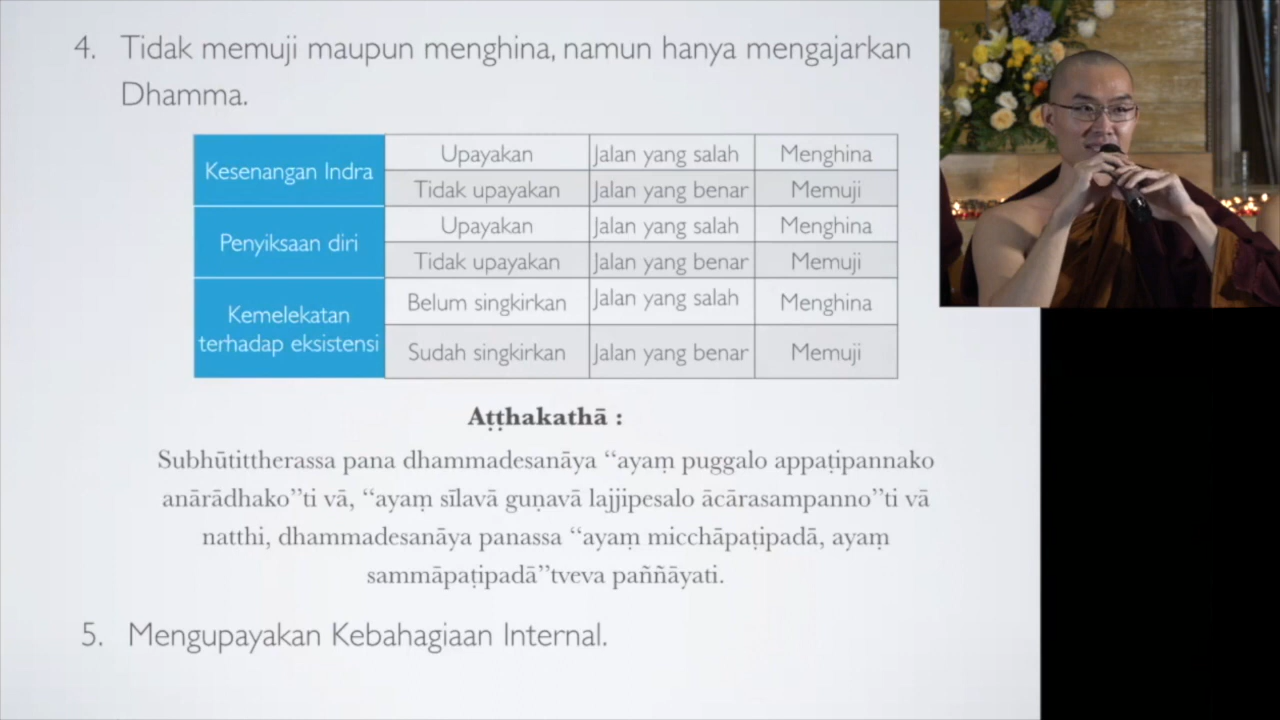 4. Tidak memuji maupun menghina, namun hanya mengajarkan
Dhamma.
Kesenangan Indra
Upayakan Jalan yang salah Menghina
Tidak upayakan Jalan yang benar Memuji
Penyiksaan diri
Upayakan Jalan yang salah Menghina
Tidak upayakan Jalan yang benar Memuji
Kemelekatan
terhadap eksistensi
Belum singkirkan Jalan yang salah Menghina
Sudah singkirkan Jalan yang benar Memuji
Aṭṭhakathā :
Subhūtittherassa pana dhammadesanāya “ayaṃ puggalo appaṭipannako
anārādhako”ti vā, “ayaṃ sīlavā guṇavā lajjipesalo ācārasampanno”ti vā
natthi, dhammadesanāya panassa “ayaṃ micchāpaṭipadā, ayaṃ
sammāpaṭipadā”tveva paññāyati.
5. Mengupayakan Kebahagiaan Internal.